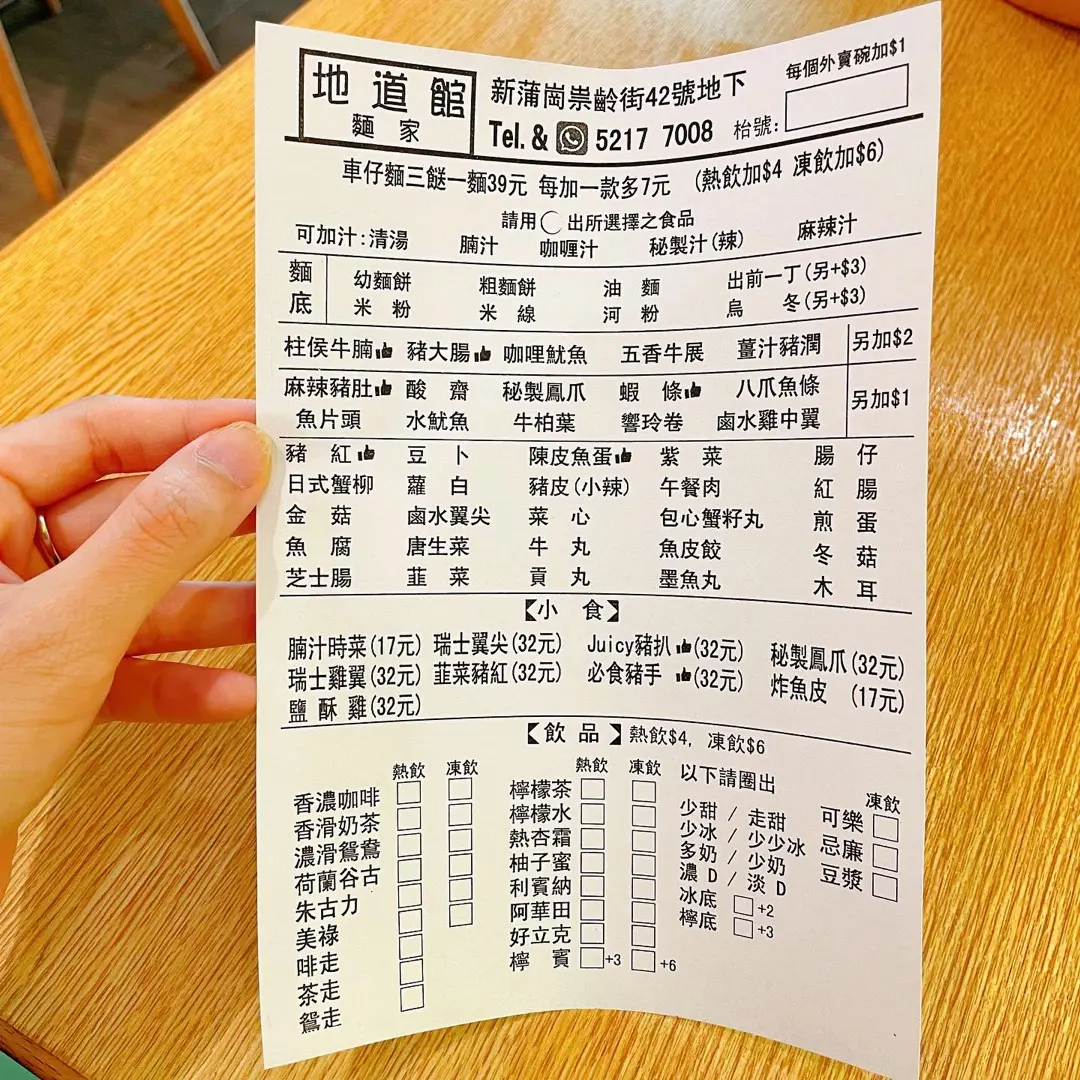 地道館
麵家
新蒲崗崇齡街42號地下
每個外賣碗加$1
Tel. & 5217 7008 枱號:
車仔麵三餸一麵39元 每加一款多7元 (熱飲加$4 凍飲加$6)
請用○出所選擇之食品
可加汁:清湯 腩汁 咖喱汁 秘製汁(辣) 麻辣汁
麵底
幼麵餅 粗麵餅 油麵 出前一丁(另+$3)
米粉 米線 河粉 烏冬(另+$3)
柱侯牛腩 豬大腸 咖哩魷魚 五香牛展 薑汁豬潤 另加$2
麻辣豬肚 酸齋 秘製鳳爪 蝦條 八爪魚條 另加$1
魚片頭 水魷魚 牛柏葉 響玲卷 鹵水雞中翼
豬紅 豆卜 陳皮魚蛋 紫菜 腸仔
日式蟹柳 蘿白 豬皮(小辣) 午餐肉 紅腸
金菇 鹵水翼尖 菜心 包心蟹籽丸 煎蛋
魚腐 唐生菜 牛丸 魚皮餃 冬菇
芝士腸 韮菜 貢丸 墨魚丸 木耳
【小食】
腩汁時菜(17元) 瑞士翼尖(32元) Juicy豬扒(32元) 秘製鳳爪(32元)
瑞士雞翼(32元) 韮菜豬紅(32元) 必食豬手(32元) 炸魚皮(17元)
鹽酥雞(32元)
【飲品】熱飲$4, 凍飲$6
熱飲 凍飲
香濃咖啡
香滑奶茶
濃滑鴛鴦
荷蘭谷古
朱古力
美祿
啡走
茶走
鴛走
熱飲 凍飲
檸檬茶
檸檬水
熱杏霜
柚子蜜
利賓納
阿華田
好立克
檸賓 +3 +6
以下請圈出
少甜 / 走甜
少冰 / 少少冰
多奶 / 少奶
濃 D / 淡 D
冰底 +2
檸底 +3
凍飲
可樂
忌廉
豆漿